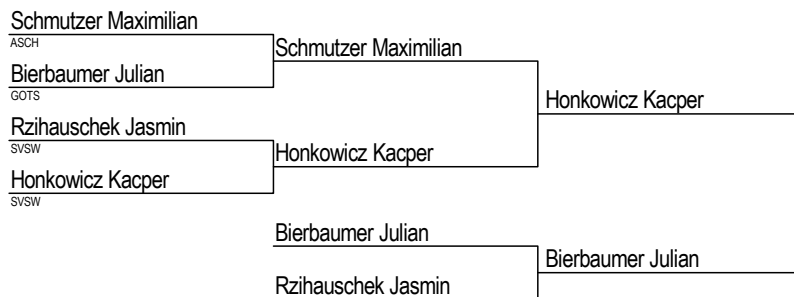 Schmutzer Maximilian
ASCH
Schmutzer Maximilian
Bierbaumer Julian
GOTS
Honkowicz Kacper
Rzihauschek Jasmin
SVSW
Honkowicz Kacper
Honkowicz Kacper
SVSW
Bierbaumer Julian
Bierbaumer Julian
Rzihauschek Jasmin